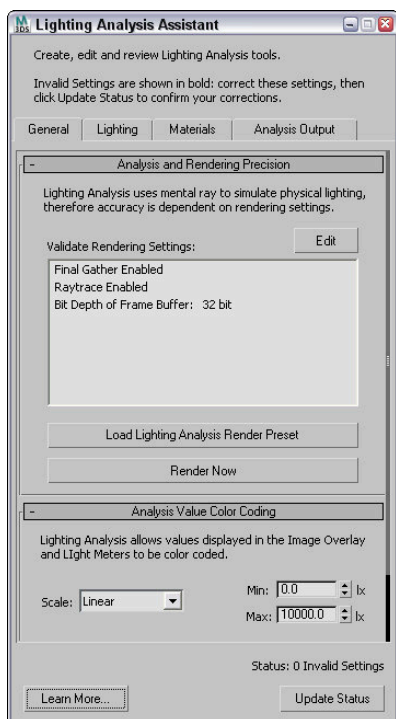 Lighting Analysis Assistant
Create, edit and review Lighting Analysis tools.
Invalid Settings are shown in bold: correct these settings, then
click Update Status to confirm your corrections.
General Lighting Materials Analysis Output
- Analysis and Rendering Precision
Lighting Analysis uses mental ray to simulate physical lighting,
therefore accuracy is dependent on rendering settings.
Validate Rendering Settings: Edit
Final Gather Enabled
Raytrace Enabled
Bit Depth of Frame Buffer: 32 bit
Load Lighting Analysis Render Preset
Render Now
- Analysis Value Color Coding
Lighting Analysis allows values displayed in the Image Overlay
and LIght Meters to be color coded.
Scale: Linear
Min: 0.0 lx
Max: 10000.0 lx
Status: 0 Invalid Settings
Learn More... Update Status